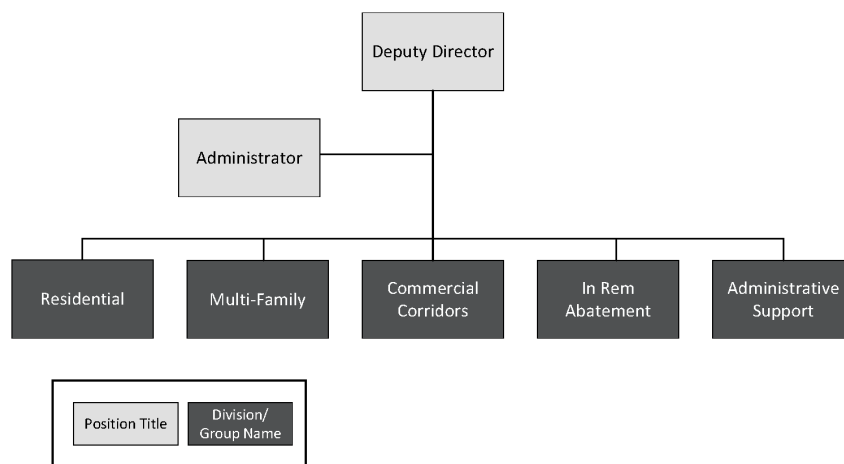 Deputy Director
Administrator
Residential
Multi-Family
Commercial
Corridors
In Rem
Abatement
Administrative
Support
Position Title
Division/
Group Name